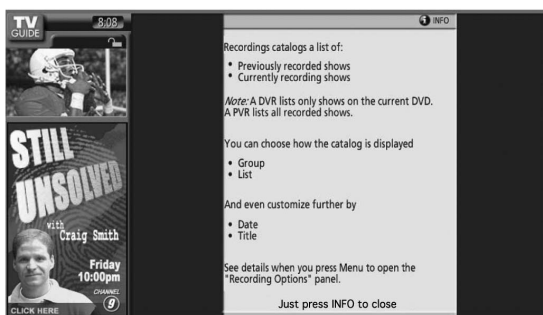 TV
GUIDE
8:08
STILL
UNSOLVED
with
Craig Smith
Friday
10:00pm
CHANNEL
9
CLICK HERE
i INFO
Recordings catalogs a list of:
• Previously recorded shows
• Currently recording shows
Note: A DVR lists only shows on the current DVD.
A PVR lists all recorded shows.
You can choose how the catalog is displayed
• Group
• List
And even customize further by
• Date
• Title
See details when you press Menu to open the
"Recording Options" panel.
Just press INFO to close